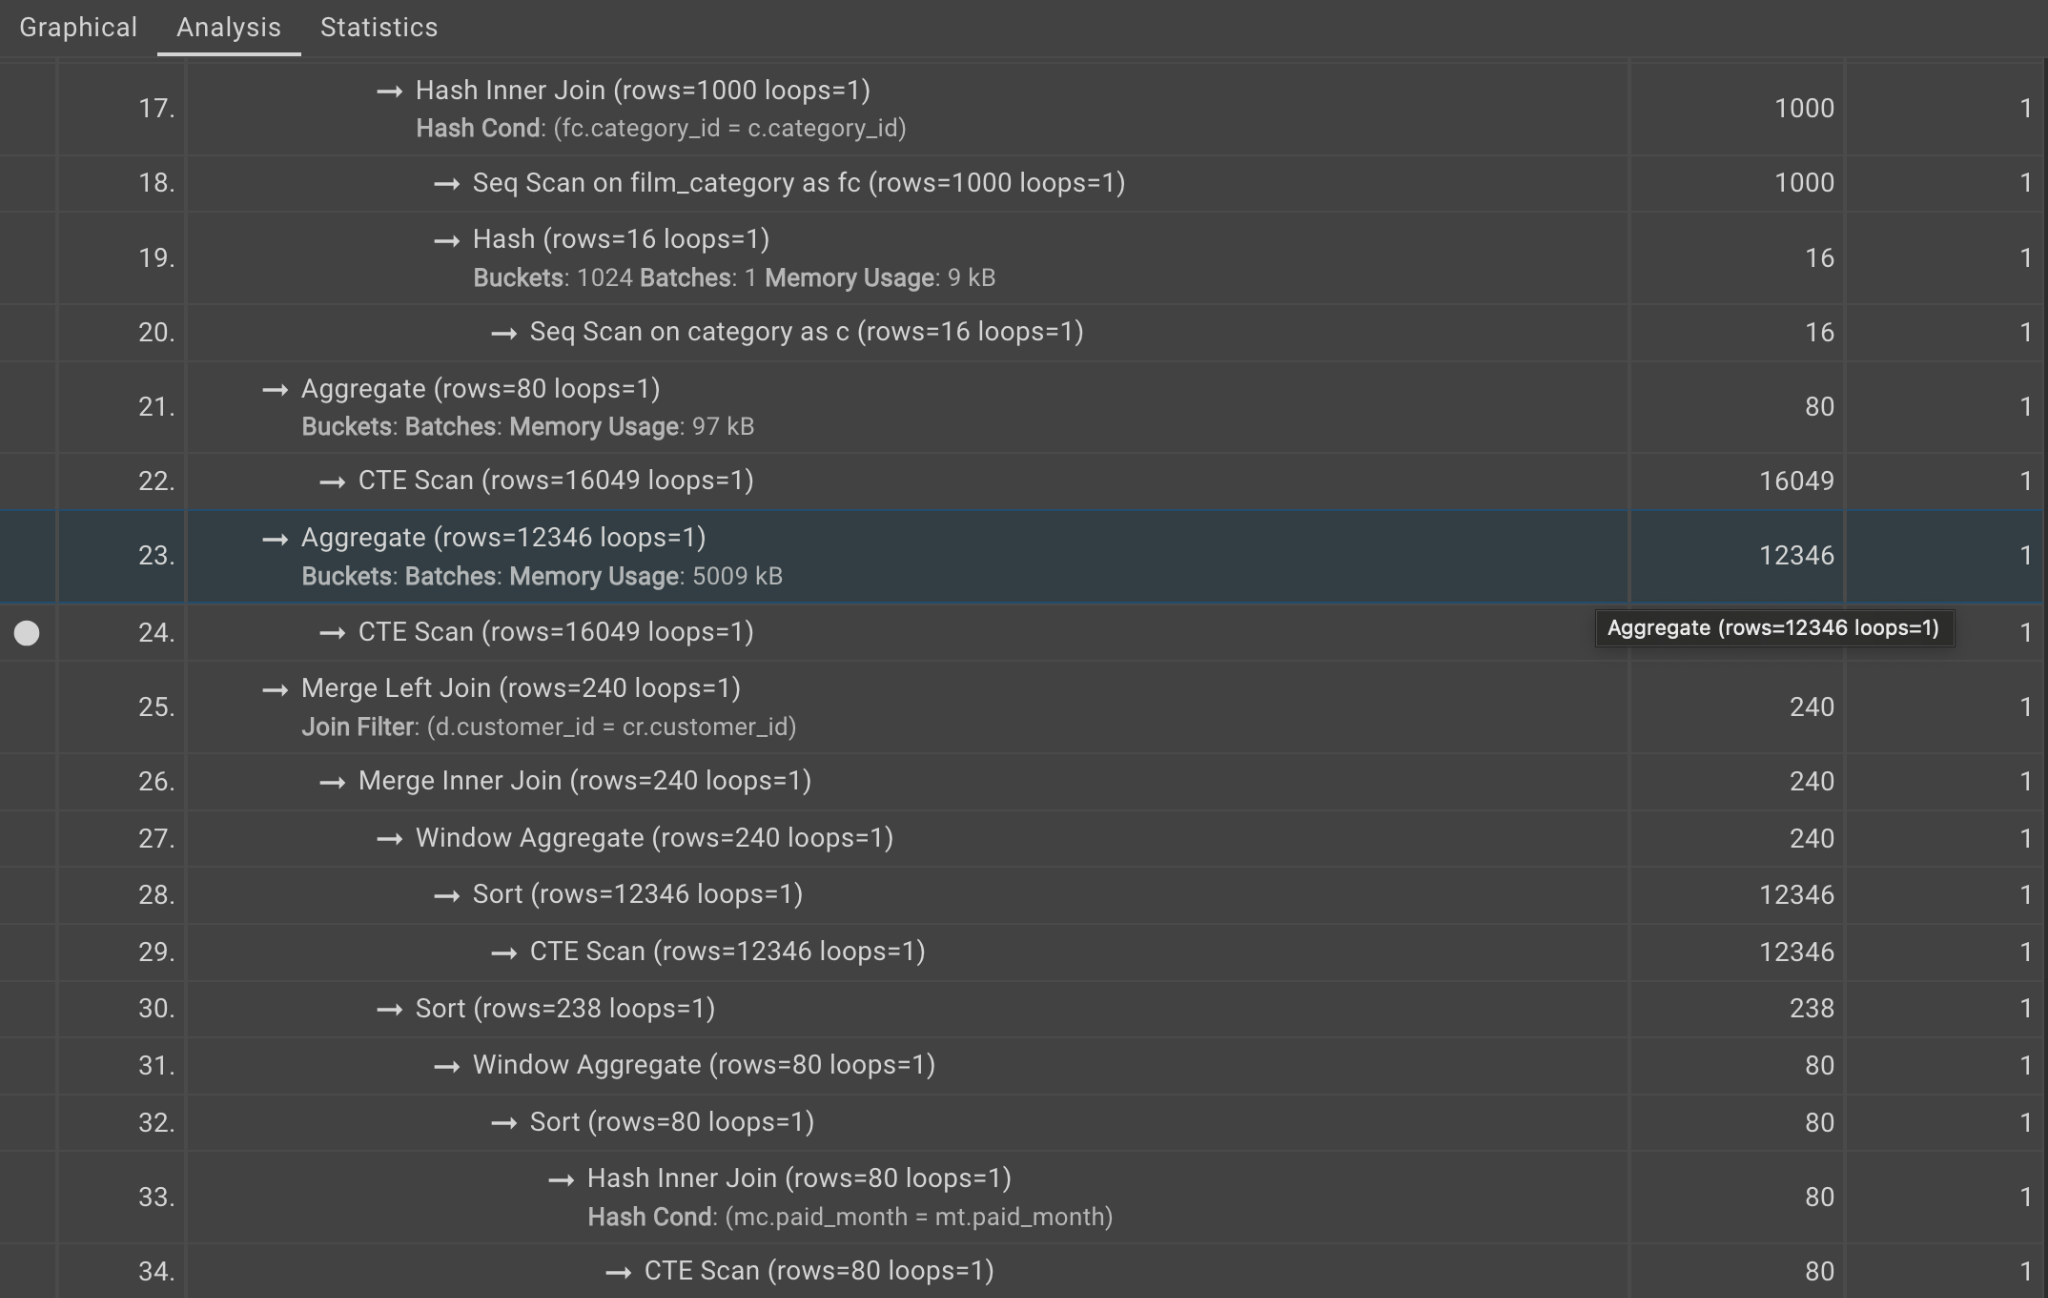 Graphical Analysis Statistics
17. → Hash Inner Join (rows=1000 loops=1) 1000 1
Hash Cond: (fc.category_id = c.category_id)
18. → Seq Scan on film_category as fc (rows=1000 loops=1) 1000 1
19. → Hash (rows=16 loops=1) 16 1
Buckets: 1024 Batches: 1 Memory Usage: 9 kB
20. → Seq Scan on category as c (rows=16 loops=1) 16 1
21. → Aggregate (rows=80 loops=1) 80 1
Buckets: Batches: Memory Usage: 97 kB
22. → CTE Scan (rows=16049 loops=1) 16049 1
23. → Aggregate (rows=12346 loops=1) 12346 1
Buckets: Batches: Memory Usage: 5009 kB
24. → CTE Scan (rows=16049 loops=1) Aggregate (rows=12346 loops=1) 1
25. → Merge Left Join (rows=240 loops=1) 240 1
Join Filter: (d.customer_id = cr.customer_id)
26. → Merge Inner Join (rows=240 loops=1) 240 1
27. → Window Aggregate (rows=240 loops=1) 240 1
28. → Sort (rows=12346 loops=1) 12346 1
29. → CTE Scan (rows=12346 loops=1) 12346 1
30. → Sort (rows=238 loops=1) 238 1
31. → Window Aggregate (rows=80 loops=1) 80 1
32. → Sort (rows=80 loops=1) 80 1
33. → Hash Inner Join (rows=80 loops=1) 80 1
Hash Cond: (mc.paid_month = mt.paid_month)
34. → CTE Scan (rows=80 loops=1) 80 1